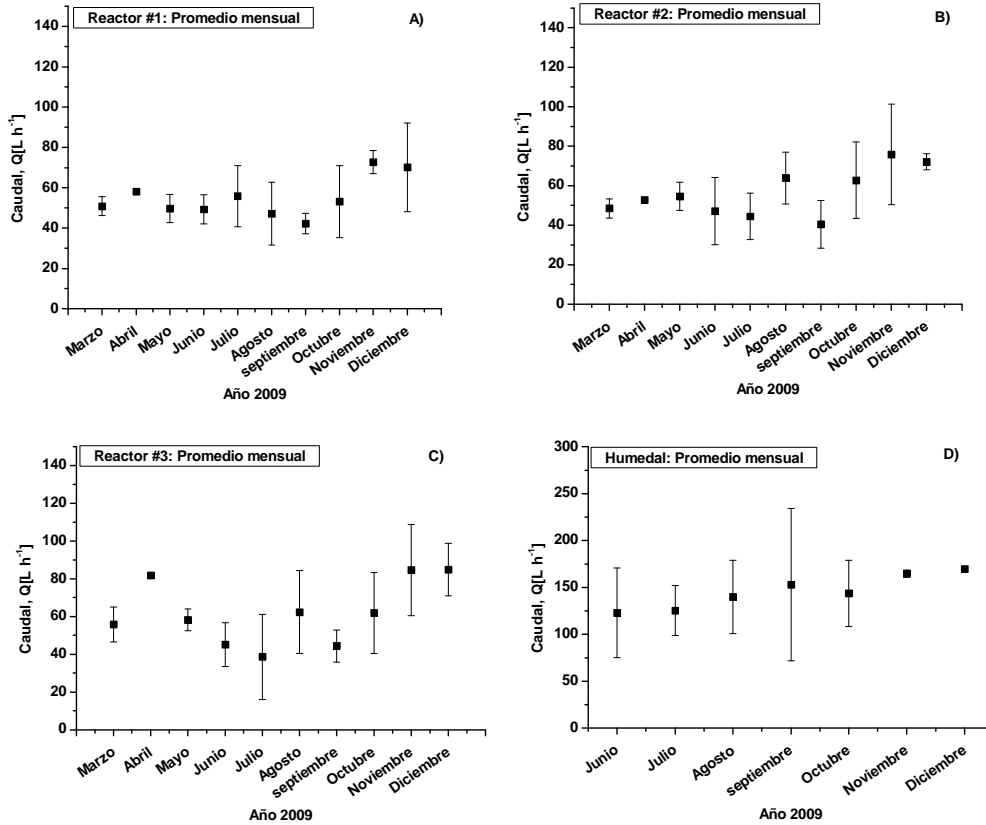 Reactor #1: Promedio mensual
A)
Caudal, Q[L h⁻¹]
140
120
100
80
60
40
20
0
Marzo
Abril
Mayo
Junio
Julio
Agosto
septiembre
Octubre
Noviembre
Diciembre
Año 2009
Reactor #2: Promedio mensual
B)
Caudal, Q[L h⁻¹]
140
120
100
80
60
40
20
0
Marzo
Abril
Mayo
Junio
Julio
Agosto
septiembre
Octubre
Noviembre
Diciembre
Año 2009
Reactor #3: Promedio mensual
C)
Caudal, Q[L h⁻¹]
140
120
100
80
60
40
20
0
Marzo
Abril
Mayo
Junio
Julio
Agosto
septiembre
Octubre
Noviembre
Diciembre
Año 2009
Humedal: Promedio mensual
D)
Caudal, Q[L h⁻¹]
300
250
200
150
100
50
0
Junio
Julio
Agosto
septiembre
Octubre
Noviembre
Diciembre
Año 2009